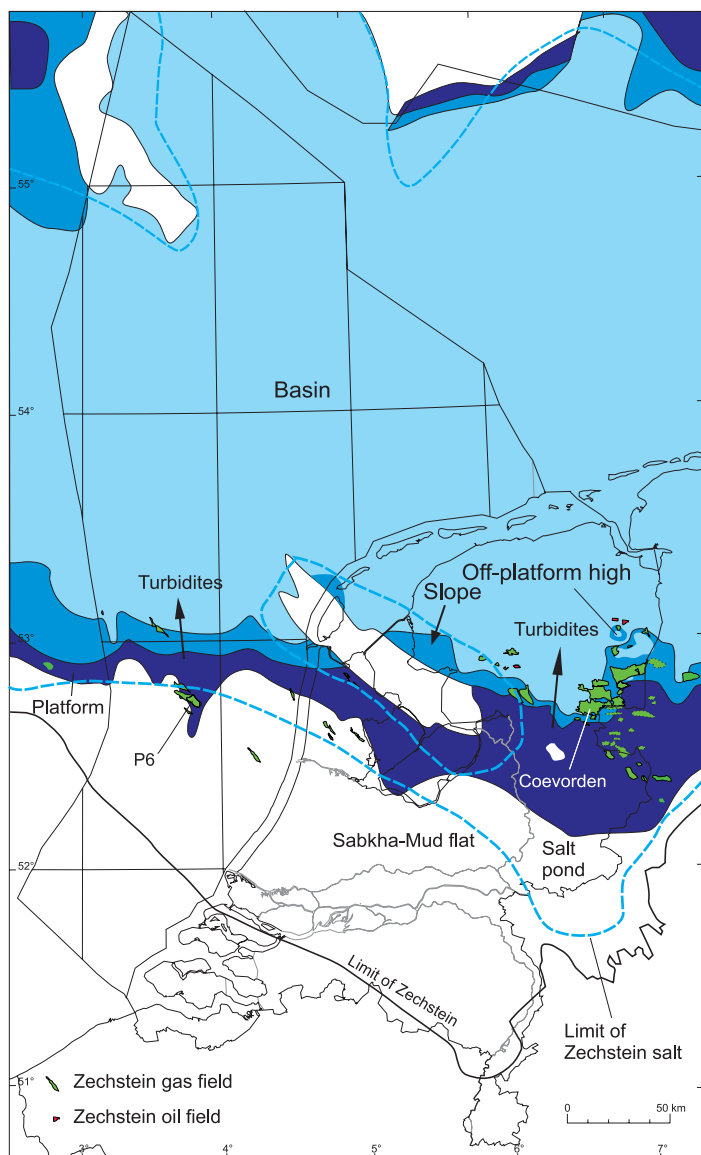 55°
Basin
54°
Turbidites
Off-platform high
Slope
53°
Turbidites
Platform
P6
Coevorden
Sabkha-Mud flat
Salt
pond
52°
Limit of Zechstein
Limit of
Zechstein salt
51°
Zechstein gas field
Zechstein oil field
0
50 km
3°
4°
5°
6°
7°